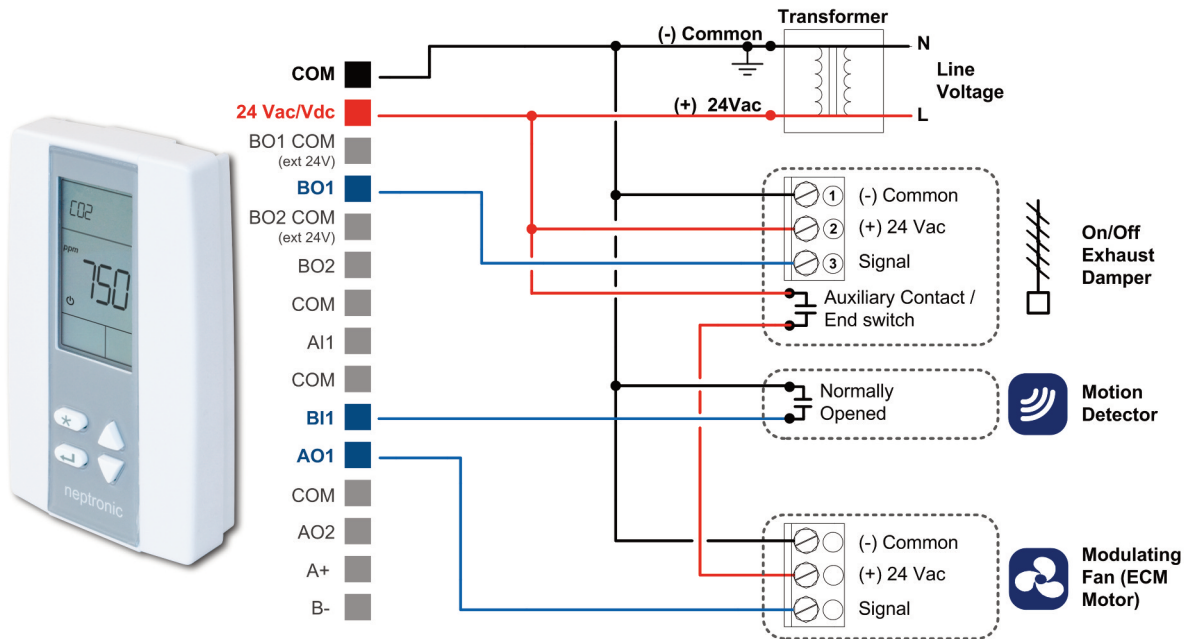 Transformer
(-) Common
N
Line
Voltage
(+) 24Vac
L
COM
24 Vac/Vdc
BO1 COM
(ext 24V)
BO1
BO2 COM
(ext 24V)
BO2
COM
AI1
COM
BI1
AO1
COM
AO2
A+
B-
CO2
ppm
750
neptronic
1 (-) Common
2 (+) 24 Vac
3 Signal
Auxiliary Contact /
End switch
On/Off
Exhaust
Damper
Normally
Opened
Motion
Detector
(-) Common
(+) 24 Vac
Signal
Modulating
Fan (ECM
Motor)